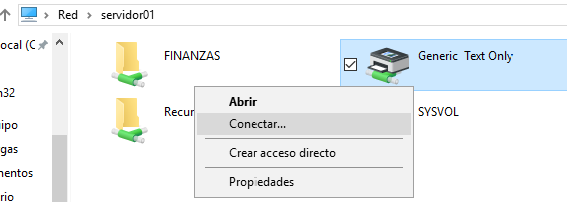 Red > servidor01
ocal (C
n32
uipo
gas
mentos
rio
FINANZAS
Generic Text Only
Recur
SYSVOL
Abrir
Conectar...
Crear acceso directo
Propiedades